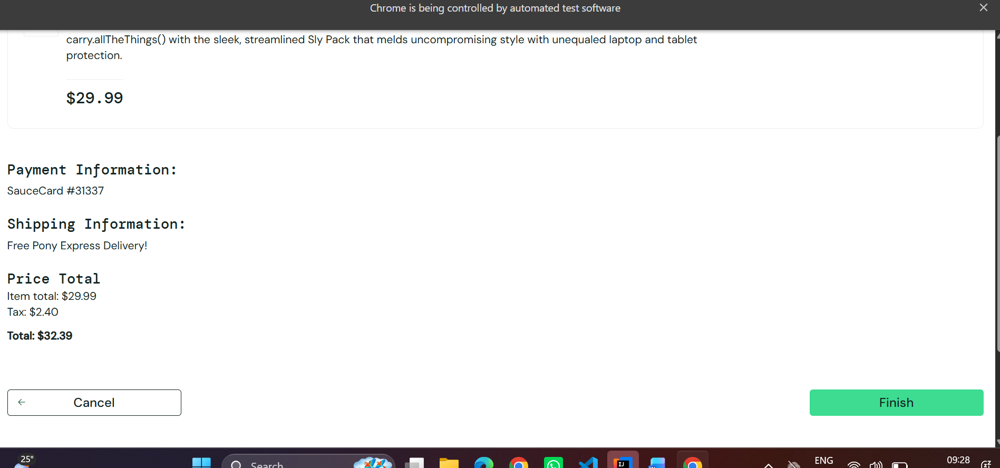 Chrome is being controlled by automated test software
carry.allTheThings() with the sleek, streamlined Sly Pack that melds uncompromising style with unequaled laptop and tablet
protection.
$29.99
Payment Information:
SauceCard #31337
Shipping Information:
Free Pony Express Delivery!
Price Total
Item total: $29.99
Tax: $2.40
Total: $32.39
Cancel
Finish
25°
Search
IJ
ENG
09:28